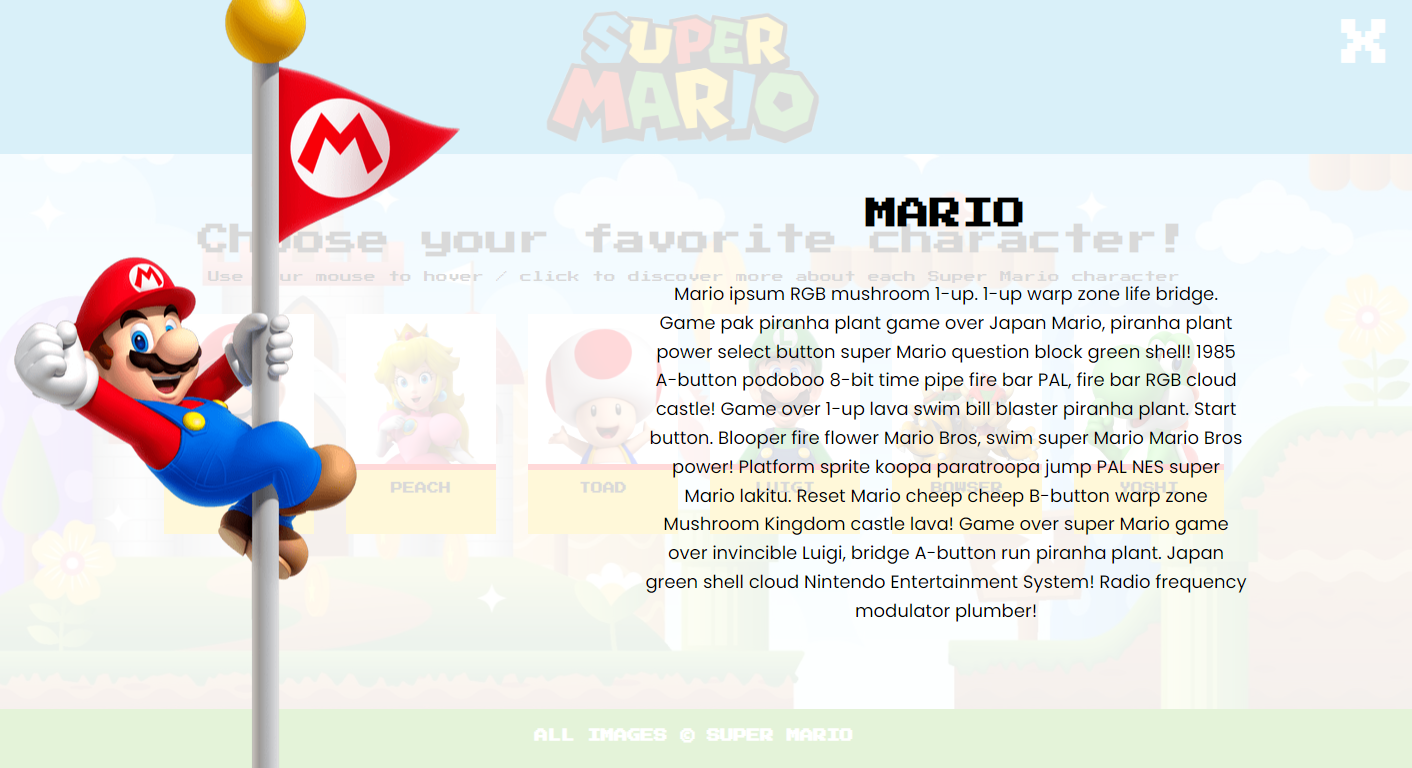 SUPER
MARIO
M
MARIO
Choose your favorite character!
Use your mouse to hover / click to discover more about each Super Mario character
Mario ipsum RGB mushroom 1-up. 1-up warp zone life bridge.
Game pak piranha plant game over Japan Mario, piranha plant
power select button super Mario question block green shell! 1985
A-button podoboo 8-bit time pipe fire bar PAL, fire bar RGB cloud
castle! Game over 1-up lava swim bill blaster piranha plant. Start
button. Blooper fire flower Mario Bros, swim super Mario Mario Bros
power! Platform sprite koopa paratroopa jump PAL NES super
Mario lakitu. Reset Mario cheep cheep B-button warp zone
Mushroom Kingdom castle lava! Game over super Mario game
over invincible Luigi, bridge A-button run piranha plant. Japan
green shell cloud Nintendo Entertainment System! Radio frequency
modulator plumber!
M
PEACH
TOAD
LUIGI
BOWSER
YOSHI
ALL IMAGES © SUPER MARIO